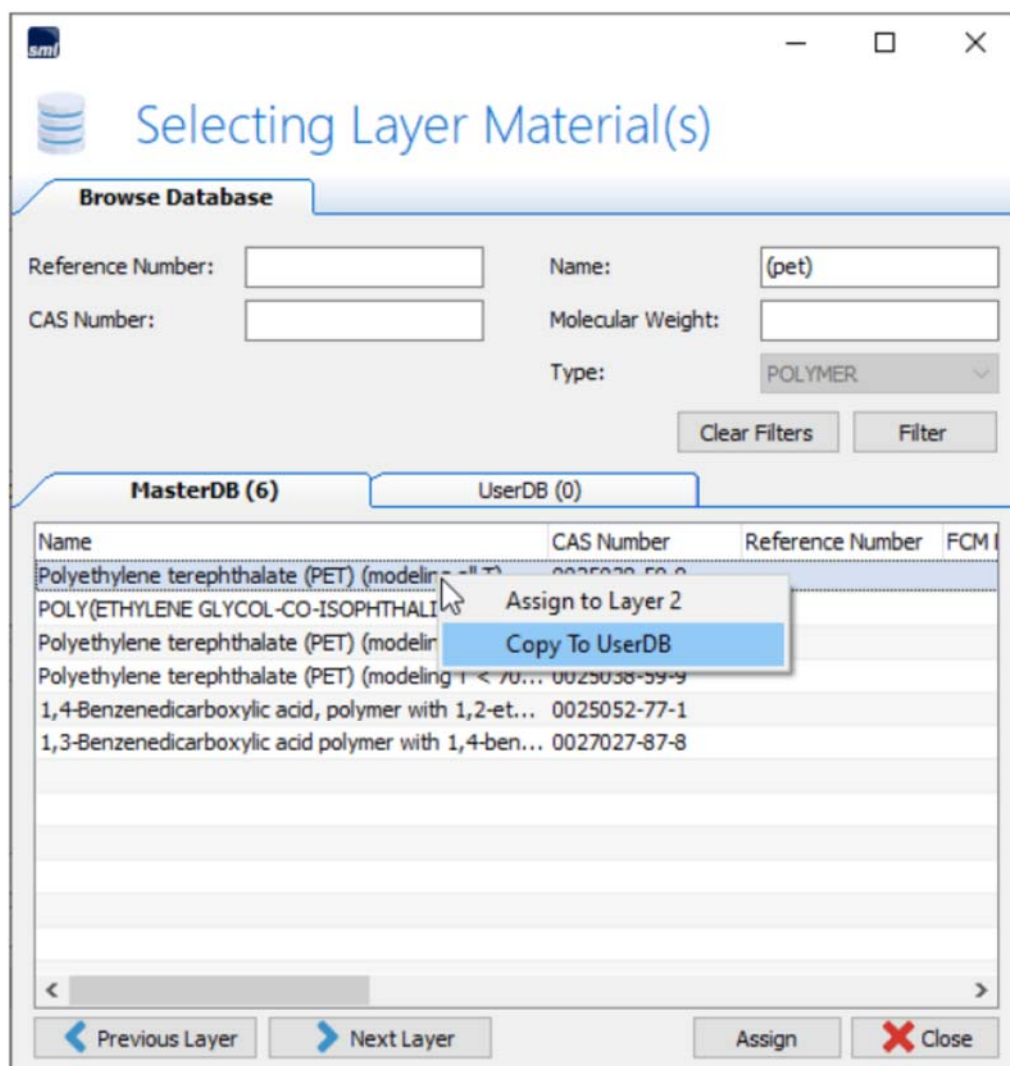 sml
Selecting Layer Material(s)
Browse Database
Reference Number: Name: (pet)
CAS Number: Molecular Weight:
Type: POLYMER
Clear Filters Filter
MasterDB (6) UserDB (0)
Name CAS Number Reference Number FCM
Polyethylene terephthalate (PET) (modeling
Assign to Layer 2
POLY(ETHYLENE GLYCOL-CO-ISOPHTHALI
Copy To UserDB
Polyethylene terephthalate (PET) (modelin
Polyethylene terephthalate (PET) (modeling T < 70... 0025038-59-9
1,4-Benzenedicarboxylic acid, polymer with 1,2-et... 0025052-77-1
1,3-Benzenedicarboxylic acid polymer with 1,4-ben... 0027027-87-8
Previous Layer Next Layer Assign Close